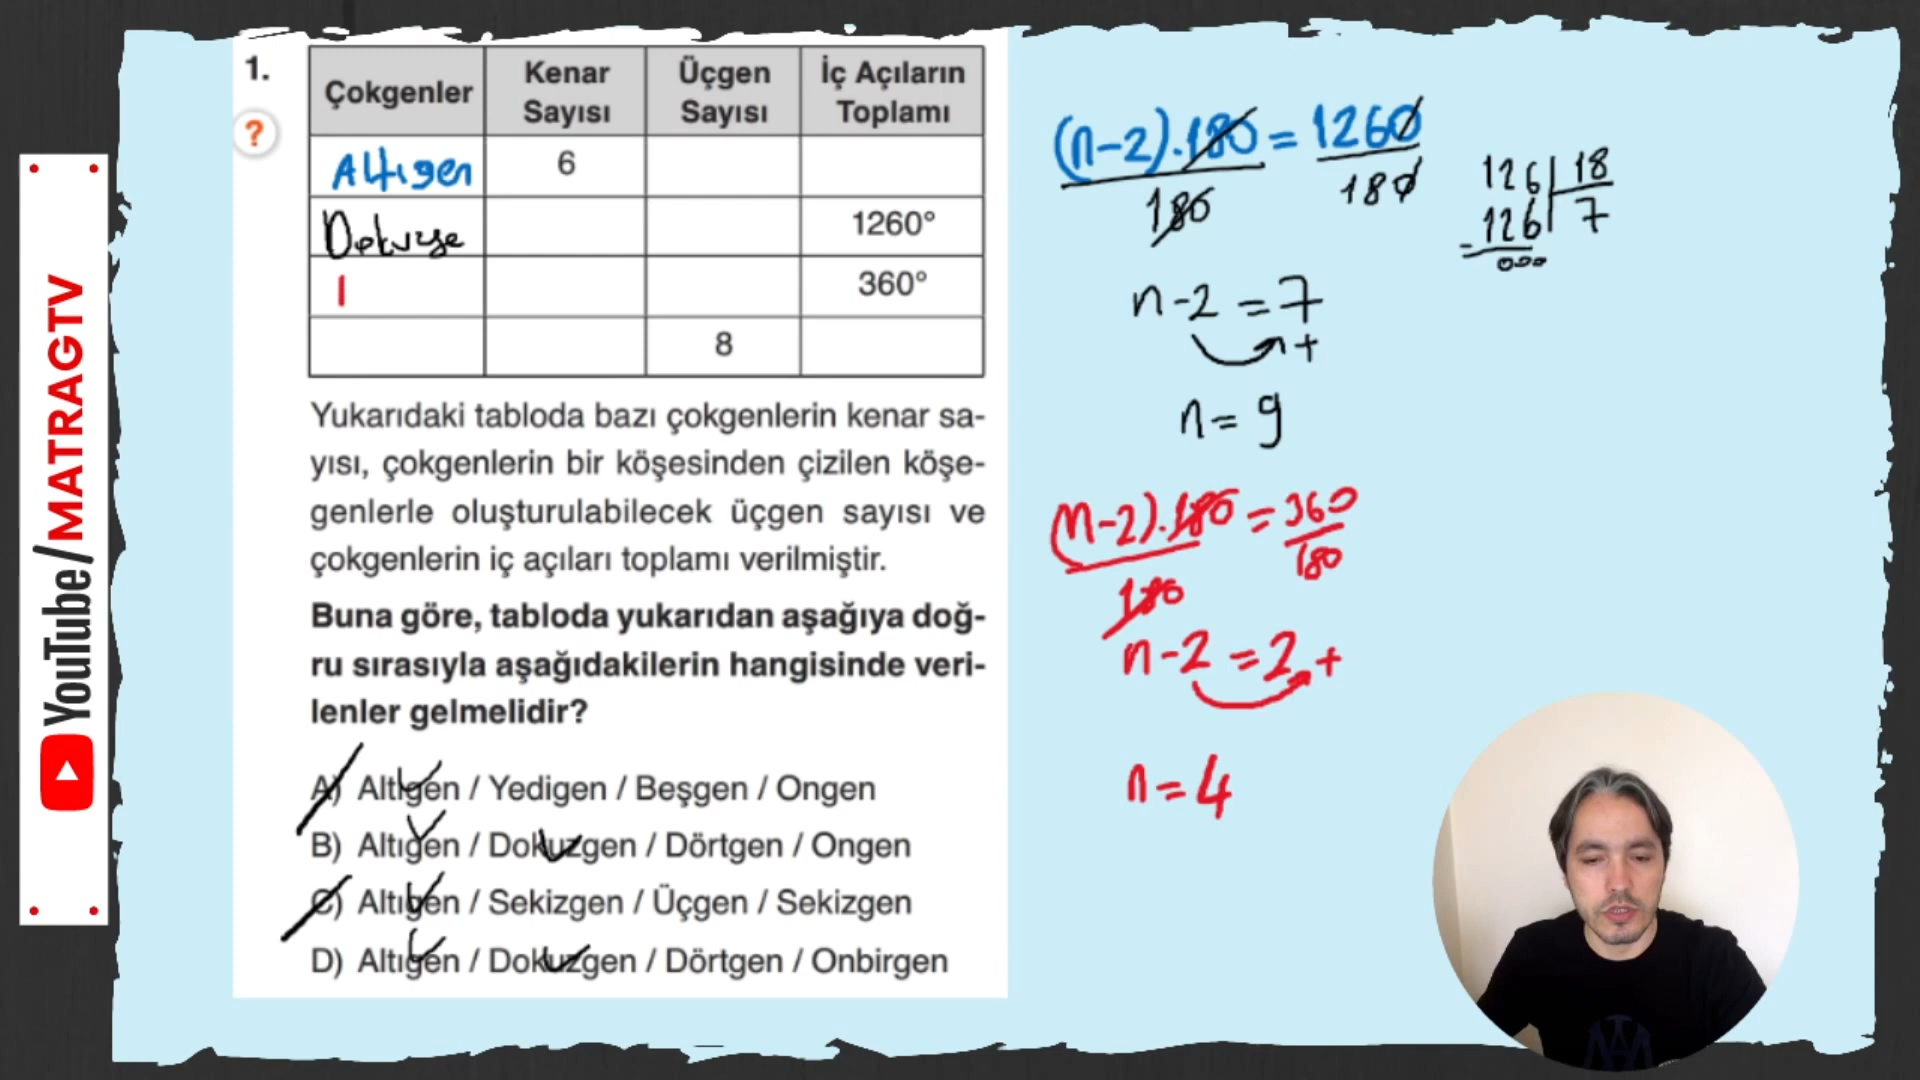 YouTube/MATRAGTV
1.
?
Çokgenler
Kenar Sayısı
Üçgen Sayısı
İç Açıların Toplamı
Altıgen 6
1260°
360°
8
Yukarıdaki tabloda bazı çokgenlerin kenar sa-
yısı, çokgenlerin bir köşesinden çizilen köşe-
genlerle oluşturulabilecek üçgen sayısı ve
çokgenlerin iç açıları toplamı verilmiştir.
Buna göre, tabloda yukarıdan aşağıya doğ-
ru sırasıyla aşağıdakilerin hangisinde veri-
lenler gelmelidir?
A) Altıgen / Yedigen / Beşgen / Ongen
B) Altıgen / Dokuzgen / Dörtgen / Ongen
C) Altıgen / Sekizgen / Üçgen / Sekizgen
D) Altıgen / Dokuzgen / Dörtgen / Onbirgen
(n-2).180 = 1260
180 180
126 18
126 7
000
n-2 = 7
+
n = 9
(n-2).180 = 360
180 180
n-2 = 2 +
n = 4